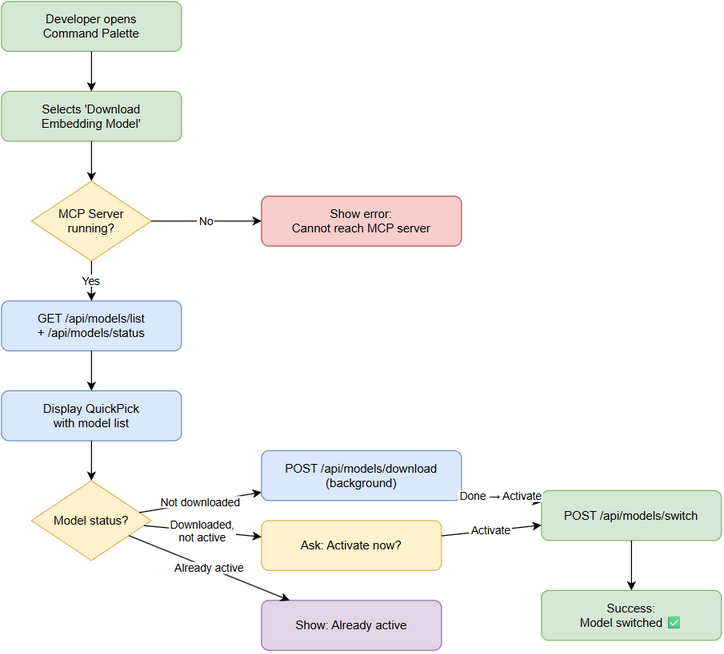 Developer opens
Command Palette
Selects 'Download
Embedding Model'
MCP Server
running?
No
Show error:
Cannot reach MCP server
Yes
GET /api/models/list
+ /api/models/status
Display QuickPick
with model list
Model status?
Not downloaded
POST /api/models/download
(background)
Done → Activate
Downloaded,
not active
Ask: Activate now?
Activate
POST /api/models/switch
Already active
Show: Already active
Success:
Model switched ✅